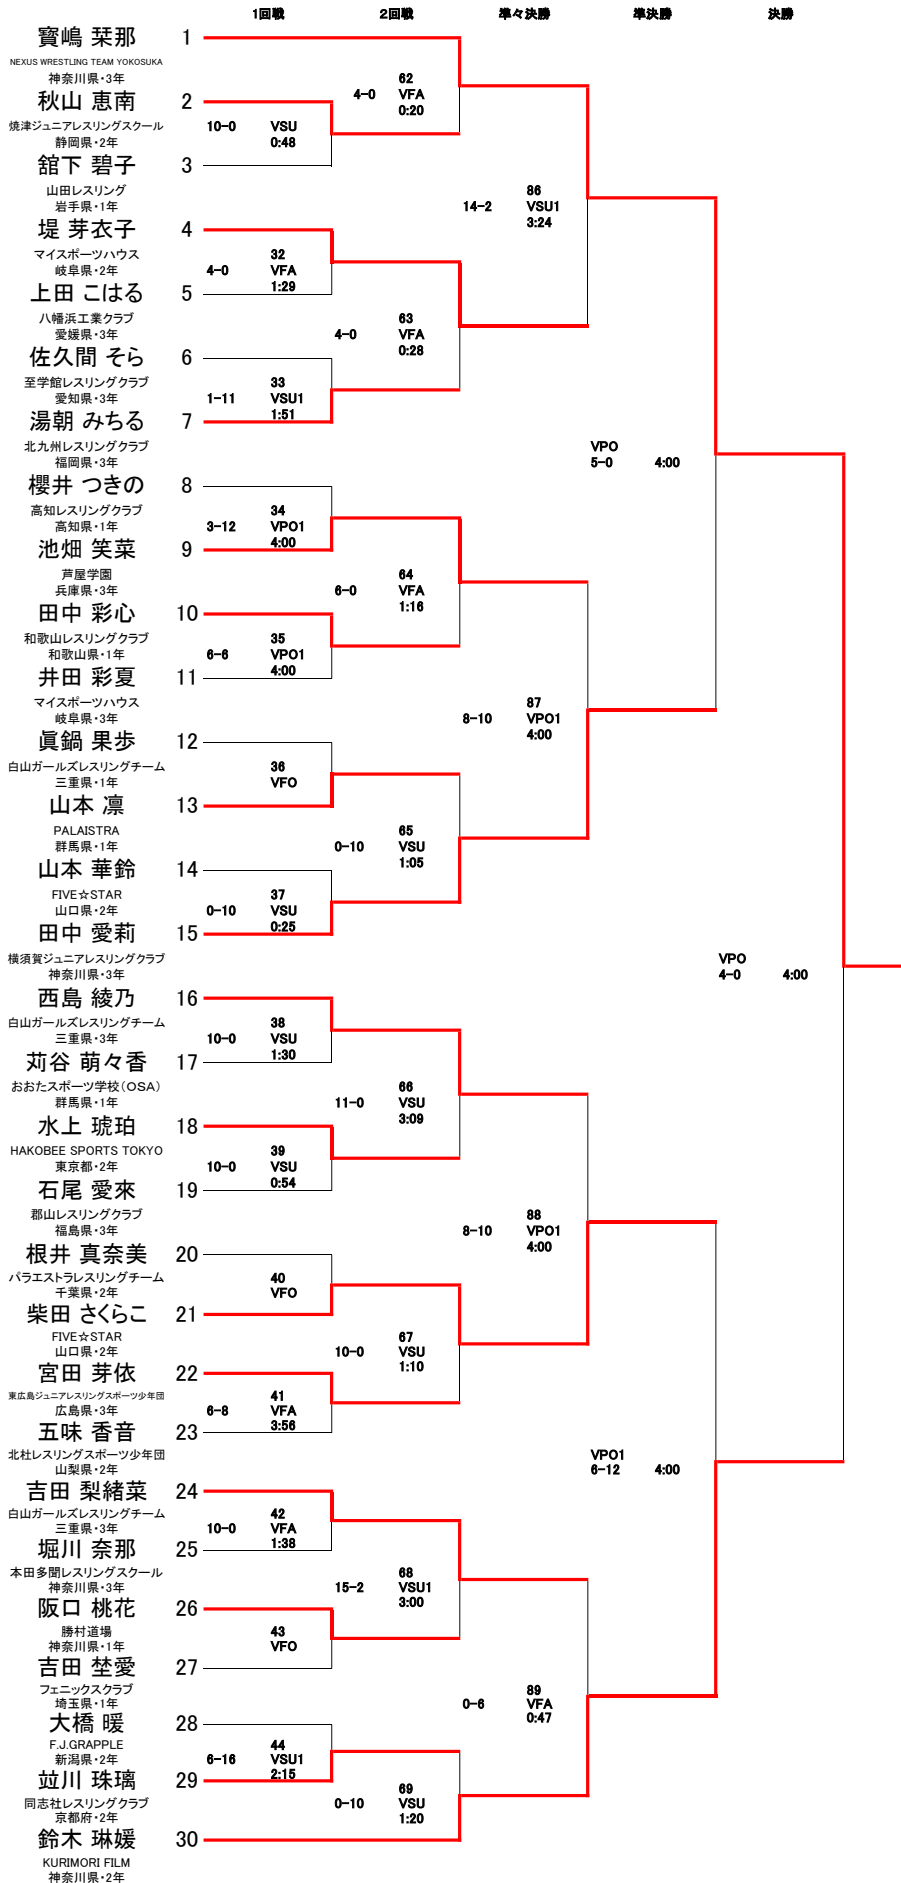 1回戦 2回戦 準々決勝 準決勝 決勝
寳嶋 栞那 1
NEXUS WRESTLING TEAM YOKOSUKA
神奈川県・3年
62
4-0 VFA
0:20
秋山 恵南 2
焼津ジュニアレスリングスクール
静岡県・2年
10-0 VSU
0:48
舘下 碧子 3
山田レスリング
岩手県・1年
86
14-2 VSU1
3:24
堤 芽衣子 4
マイスポーツハウス
岐阜県・2年
32
4-0 VFA
1:29
上田 こはる 5
八幡浜工業クラブ
愛媛県・3年
63
4-0 VFA
0:28
佐久間 そら 6
至学館レスリングクラブ
愛知県・3年
33
1-11 VSU1
1:51
湯朝 みちる 7
北九州レスリングクラブ
福岡県・3年
VPO
5-0 4:00
櫻井 つきの 8
高知レスリングクラブ
高知県・1年
34
3-12 VPO1
4:00
池畑 笑菜 9
芦屋学園
兵庫県・3年
64
6-0 VFA
1:16
田中 彩心 10
和歌山レスリングクラブ
和歌山県・1年
35
6-6 VPO1
4:00
井田 彩夏 11
マイスポーツハウス
岐阜県・3年
87
8-10 VPO1
4:00
眞鍋 果歩 12
白山ガールズレスリングチーム
三重県・1年
36
VFO
山本 凛 13
PALAISTRA
群馬県・1年
65
0-10 VSU
1:05
山本 華鈴 14
FIVE☆STAR
山口県・2年
37
0-10 VSU
0:25
田中 愛莉 15
横須賀ジュニアレスリングクラブ
神奈川県・3年
VPO
4-0 4:00
西島 綾乃 16
白山ガールズレスリングチーム
三重県・3年
38
10-0 VSU
1:30
苅谷 萌々香 17
おおたスポーツ学校(OSA)
群馬県・1年
66
11-0 VSU
3:09
水上 琥珀 18
HAKOBEE SPORTS TOKYO
東京都・2年
39
10-0 VSU
0:54
石尾 愛來 19
郡山レスリングクラブ
福島県・3年
88
8-10 VPO1
4:00
根井 真奈美 20
パラエストラレスリングチーム
千葉県・2年
40
VFO
柴田 さくらこ 21
FIVE☆STAR
山口県・2年
67
10-0 VSU
1:10
宮田 芽依 22
東広島ジュニアレスリングスポーツ少年団
広島県・3年
41
6-8 VFA
3:56
五味 香音 23
北杜レスリングスポーツ少年団
山梨県・2年
VPO1
6-12 4:00
吉田 梨緒菜 24
白山ガールズレスリングチーム
三重県・3年
42
10-0 VFA
1:38
堀川 奈那 25
本田多聞レスリングスクール
神奈川県・3年
68
15-2 VSU1
3:00
阪口 桃花 26
勝村道場
神奈川県・1年
43
VFO
吉田 埜愛 27
フェニックスクラブ
埼玉県・1年
89
0-6 VFA
0:47
大橋 暖 28
F.J.GRAPPLE
新潟県・2年
44
6-16 VSU1
2:15
竝川 珠璃 29
同志社レスリングクラブ
京都府・2年
69
0-10 VSU
1:20
鈴木 琳媛 30
KURIMORI FILM
神奈川県・2年